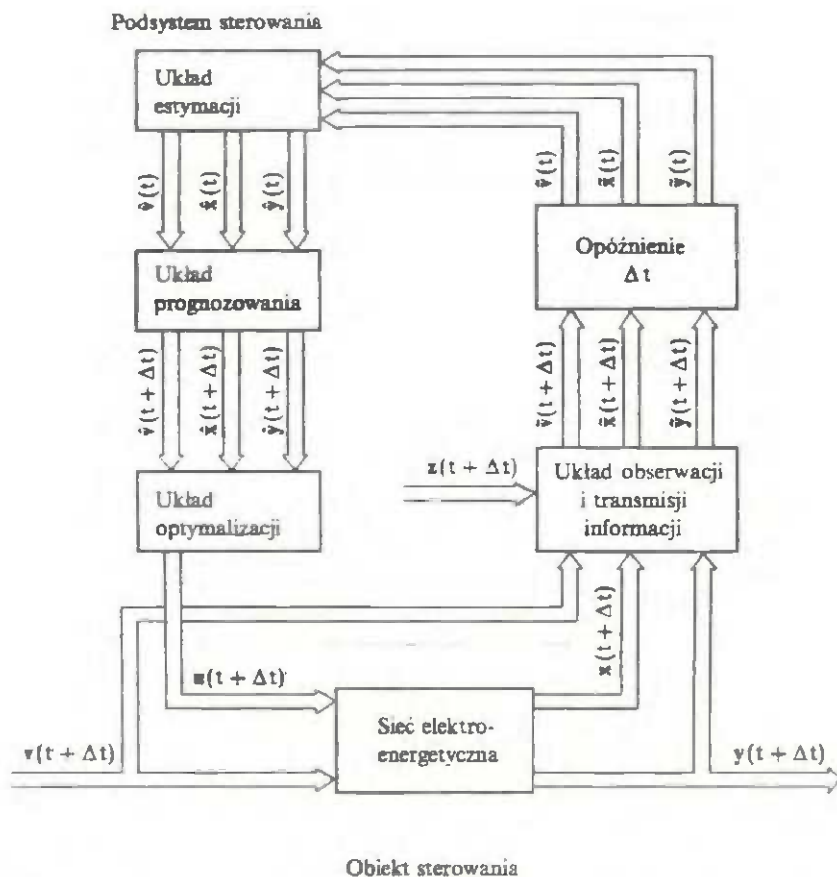 Podsystem sterowania
Układ
estymacji
v̂(t)
x̂(t)
ŷ(t)
ṽ(t)
x̃(t)
ỹ(t)
Układ
prognozowania
Opóźnienie
Δt
v̂(t + Δt)
x̂(t + Δt)
ŷ(t + Δt)
ṽ(t + Δt)
x̃(t + Δt)
ỹ(t + Δt)
Układ
optymalizacji
z(t + Δt)
Układ obserwacji
i transmisji
informacji
x(t + Δt)
u(t + Δt)
Sieć elektro-
energetyczna
v(t + Δt)
y(t + Δt)
Obiekt sterowania